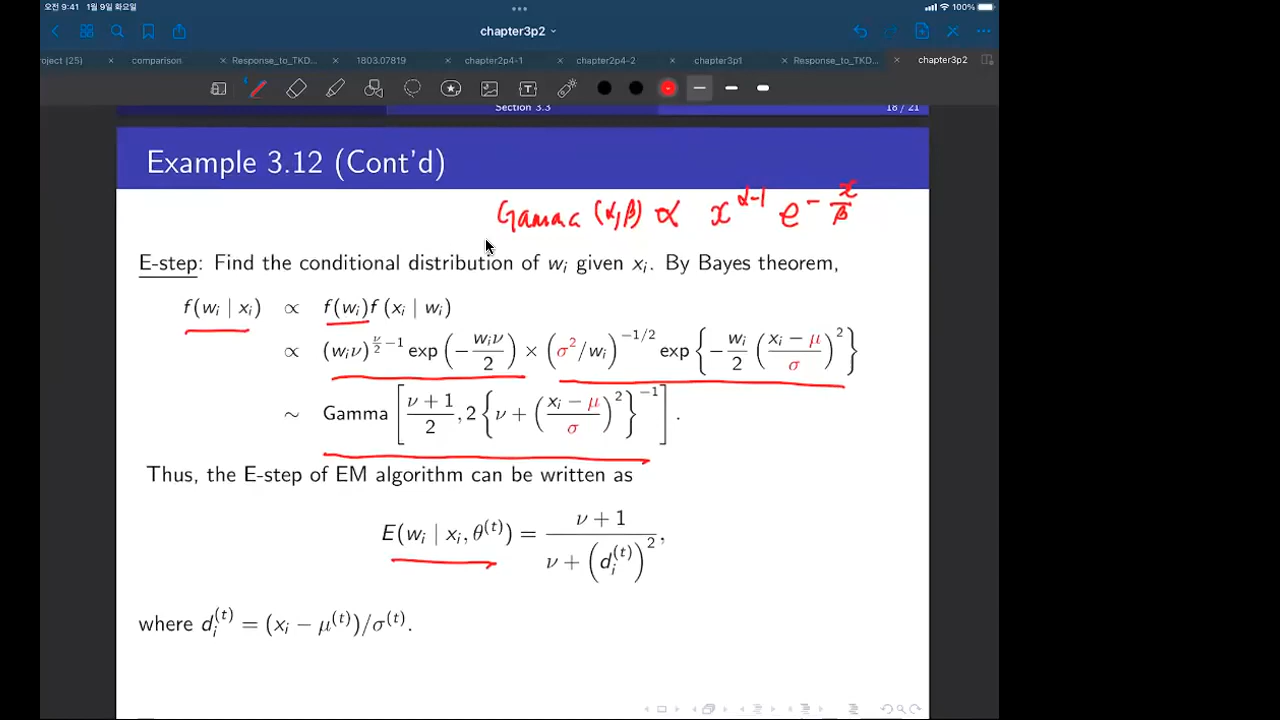 오전 9:41 1월 9일 화요일 100%
chapter3p2
roject (25) comparison Response_to_TKD... 1803.07819 chapter2p4-1 chapter2p4-2 chapter3p1 Response_to_TKD... chapter3p2
Section 3.3 18 / 21
Example 3.12 (Cont'd)
Gamma (α,β) ∝ x^{α-1} e^{-x/β}
E-step: Find the conditional distribution of w_i given x_i. By Bayes theorem,
f(w_i | x_i) ∝ f(w_i)f(x_i | w_i)
∝ (w_iν)^{ν/2-1} exp(-w_iν/2) × (σ²/w_i)^{-1/2} exp{-w_i/2 ((x_i - μ)/σ)²}
~ Gamma [(ν + 1)/2, 2{ν + ((x_i - μ)/σ)²}^{-1}].
Thus, the E-step of EM algorithm can be written as
E(w_i | x_i, θ^{(t)}) = (ν + 1)/(ν + (d_i^{(t)})²),
where d_i^{(t)} = (x_i - μ^{(t)})/σ^{(t)}.